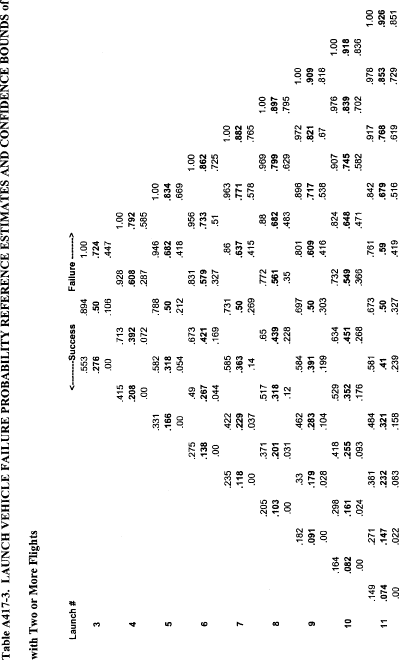 Table A417-3. LAUNCH VEHICLE FAILURE PROBABILITY REFERENCE ESTIMATES AND CONFIDENCE BOUNDS of
with Two or More Flights
Launch # <--------Success Failure ------->
.553 .894 1.00
3 .276 .50 .724
.00 .106 .447
.415 .713 .928 1.00
4 .208 .392 .608 .792
.00 .072 .287 .585
.331 .582 .788 .946 1.00
5 .166 .318 .50 .682 .834
.00 .054 .212 .418 .669
.275 .49 .673 .831 .956 1.00
6 .138 .267 .421 .579 .733 .862
.00 .044 .169 .327 .51 .725
.235 .422 .585 .731 .86 .963 1.00
7 .118 .229 .363 .50 .637 .771 .882
.00 .037 .14 .269 .415 .578 .765
.205 .371 .517 .65 .772 .88 .969 1.00
8 .103 .201 .318 .439 .561 .682 .799 .897
.00 .031 .12 .228 .35 .483 .629 .795
.182 .33 .462 .584 .697 .801 .896 .972 1.00
9 .091 .179 .283 .391 .50 .609 .717 .821 .909
.00 .028 .104 .199 .303 .416 .538 .67 .818
.164 .298 .418 .529 .634 .732 .824 .907 .976 1.00
10 .082 .161 .255 .352 .451 .549 .648 .745 .839 .918
.00 .024 .093 .176 .268 .366 .471 .582 .702 .836
.149 .271 .381 .484 .581 .673 .761 .842 .917 .978 1.00
11 .074 .147 .232 .321 .41 .50 .59 .679 .768 .853 .926
.00 .022 .083 .158 .239 .327 .419 .516 .619 .729 .851